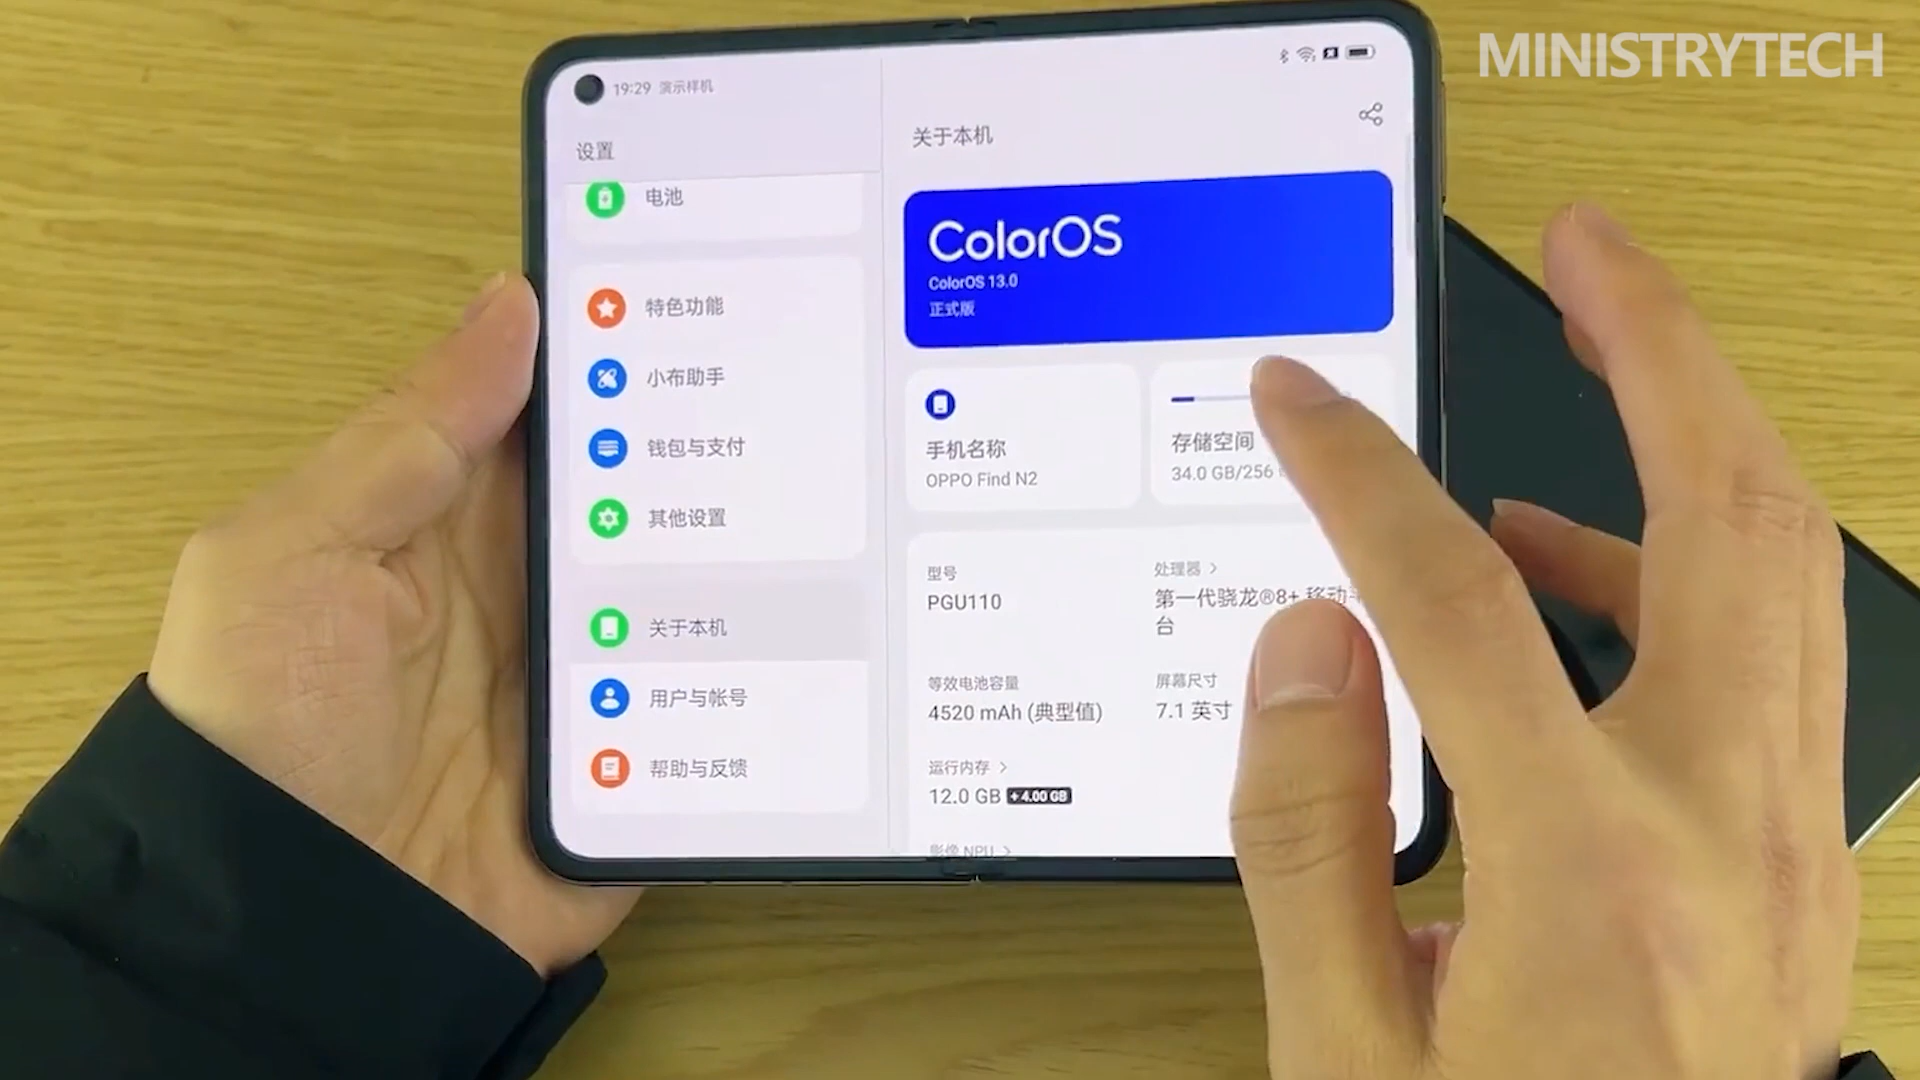 MINISTRYTECH
19:29 演示样机
设置
电池
特色功能
小布助手
钱包与支付
其他设置
关于本机
用户与帐号
帮助与反馈
关于本机
ColorOS
ColorOS 13.0
正式版
手机名称
OPPO Find N2
存储空间
34.0 GB/256
型号
PGU110
处理器 >
第一代骁龙®8+ 移动
台
等效电池容量
4520 mAh (典型值)
屏幕尺寸
7.1 英寸
运行内存 >
12.0 GB +4.00 GB
影像 NPU >